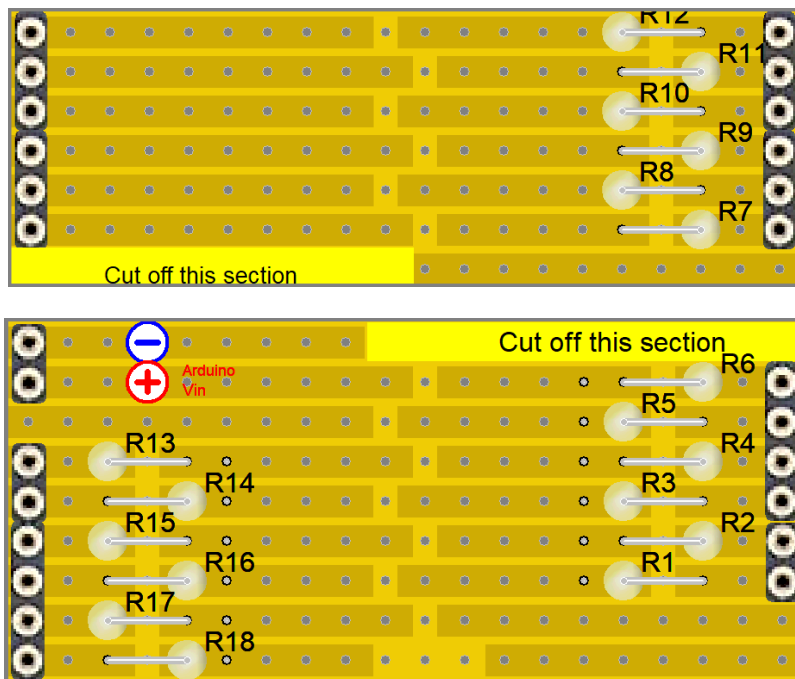 R12
R11
R10
R9
R8
R7
Cut off this section
Cut off this section
Arduino
Vin
R6
R5
R13
R4
R14
R3
R15
R2
R16
R1
R17
R18